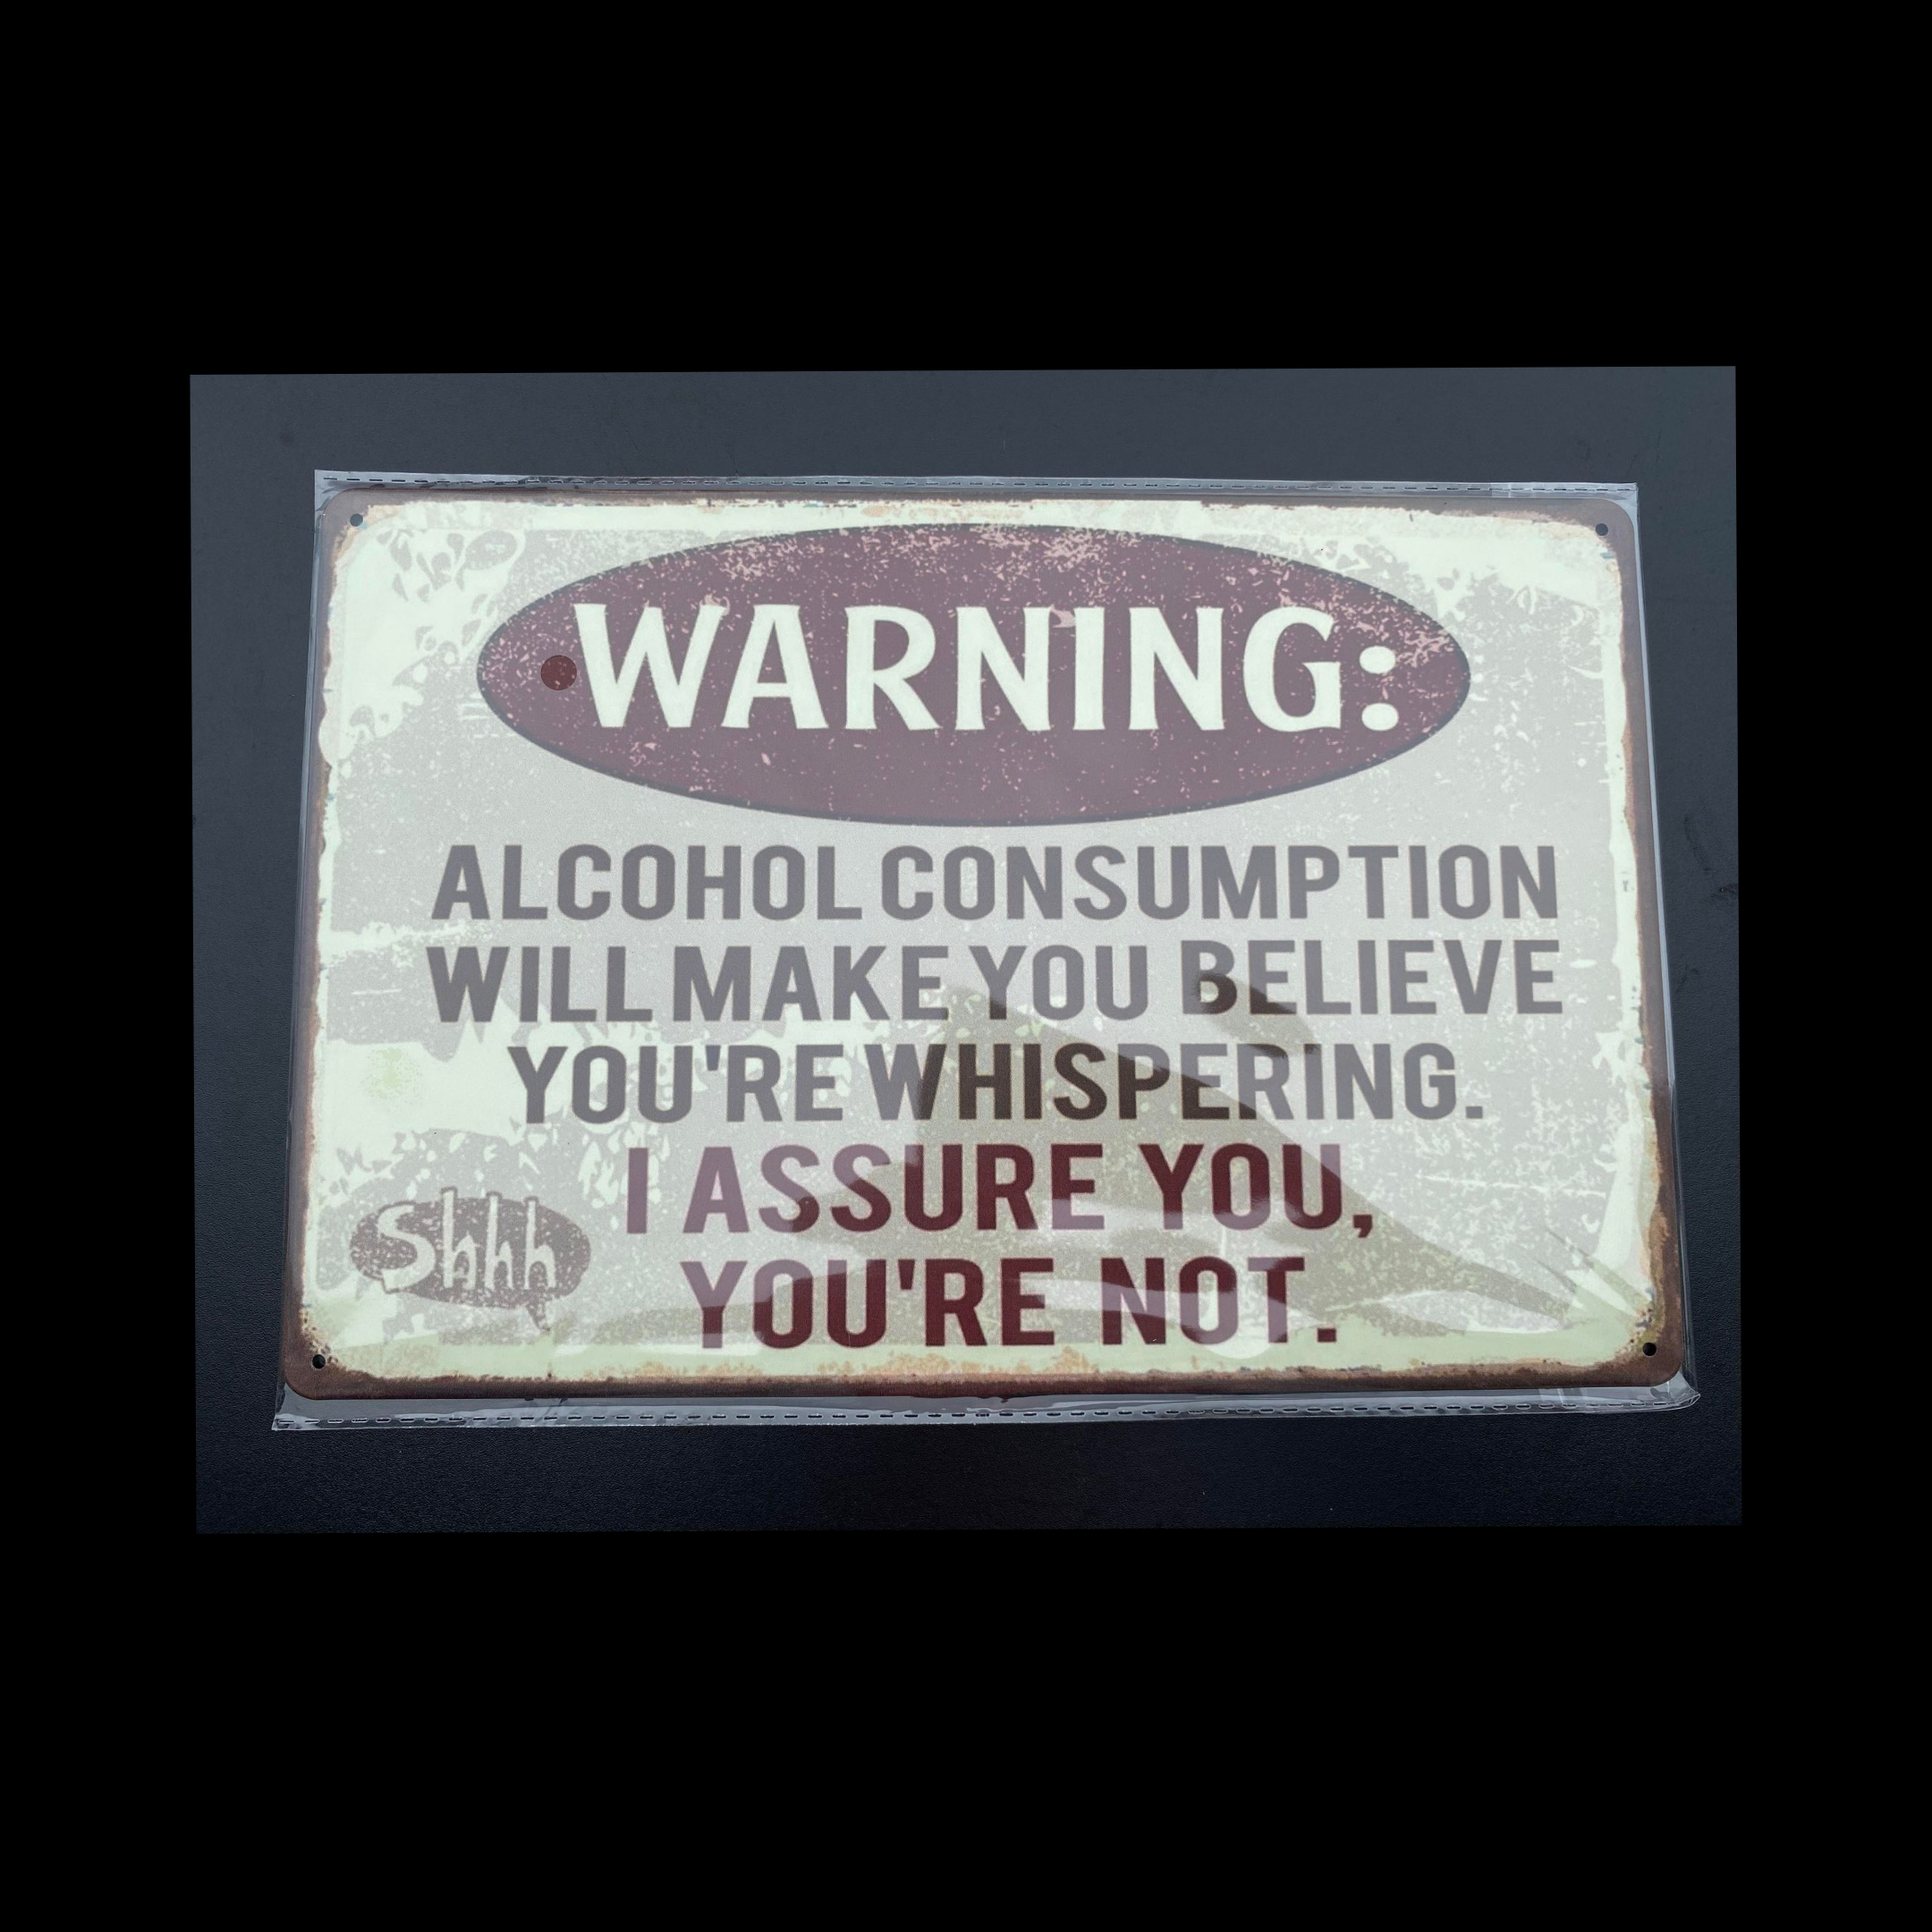 WARNING:
ALCOHOL CONSUMPTION
WILL MAKE YOU BELIEVE
YOU'RE WHISPERING.
I ASSURE YOU,
YOU'RE NOT.
Shhh